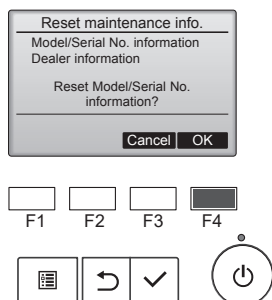 Reset maintenance info.
Model/Serial No. information
Dealer information
Reset Model/Serial No.
information?
Cancel OK
F1 F2 F3 F4